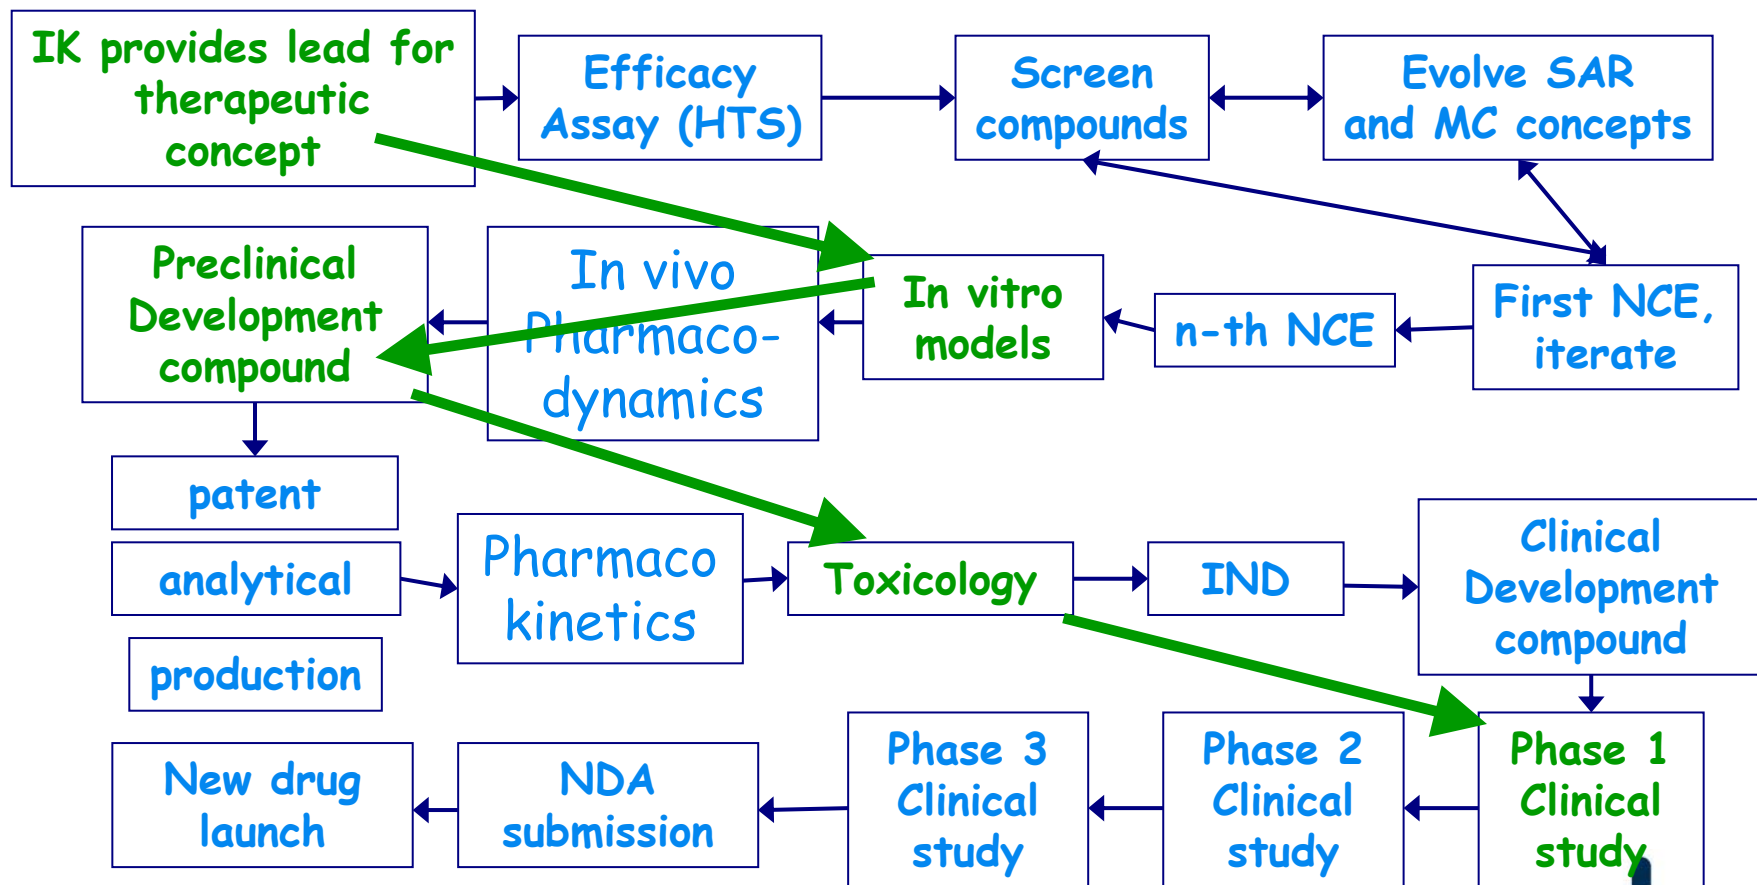 IK provides lead for
therapeutic
concept
Efficacy
Assay (HTS)
Screen
compounds
Evolve SAR
and MC concepts
Preclinical
Development
compound
In vivo
Pharmaco-
dynamics
In vitro
models
n-th NCE
First NCE,
iterate
patent
analytical
production
Pharmaco
kinetics
Toxicology
IND
Clinical
Development
compound
New drug
launch
NDA
submission
Phase 3
Clinical
study
Phase 2
Clinical
study
Phase 1
Clinical
study